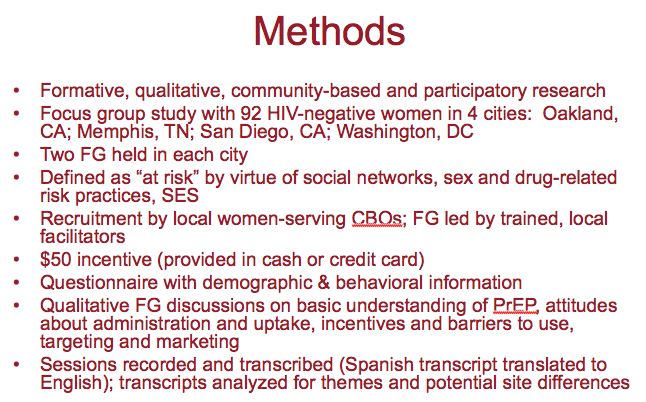 Methods
• Formative, qualitative, community-based and participatory research
• Focus group study with 92 HIV-negative women in 4 cities:  Oakland,
CA; Memphis, TN; San Diego, CA; Washington, DC
• Two FG held in each city
• Defined as “at risk” by virtue of social networks, sex and drug-related
risk practices, SES
• Recruitment by local women-serving CBOs; FG led by trained, local
facilitators
• $50 incentive (provided in cash or credit card)
• Questionnaire with demographic & behavioral information
• Qualitative FG discussions on basic understanding of PrEP, attitudes
about administration and uptake, incentives and barriers to use,
targeting and marketing
• Sessions recorded and transcribed (Spanish transcript translated to
English); transcripts analyzed for themes and potential site differences